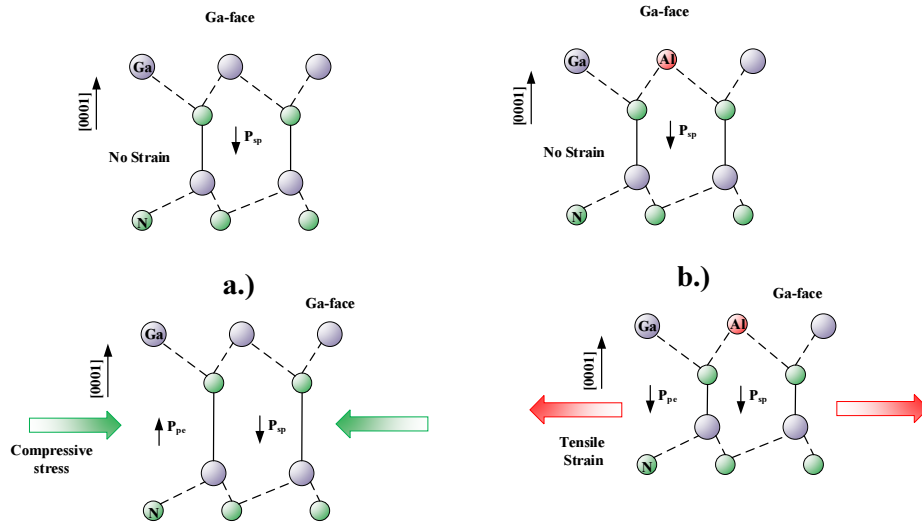 Ga-face
Ga
[0001]
P_sp
No Strain
N
a.)
Ga-face
Ga
Al
[0001]
P_sp
No Strain
N
b.)
Ga-face
Ga
[0001]
P_pe
P_sp
Compressive
stress
N
Ga-face
Ga
Al
[0001]
P_pe
P_sp
Tensile
Strain
N